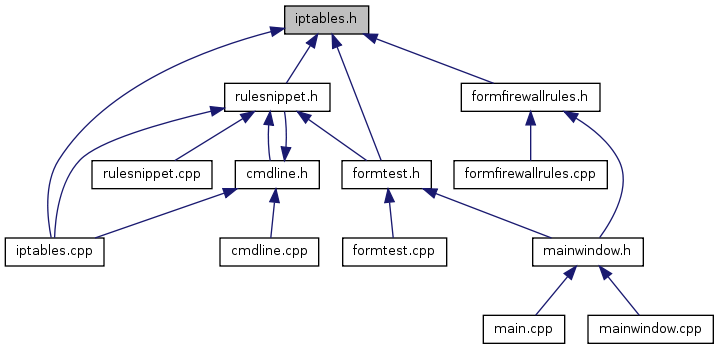 iptables.h
rulesnippet.h
formfirewallrules.h
rulesnippet.cpp
cmdline.h
formtest.h
formfirewallrules.cpp
iptables.cpp
cmdline.cpp
formtest.cpp
mainwindow.h
main.cpp
mainwindow.cpp